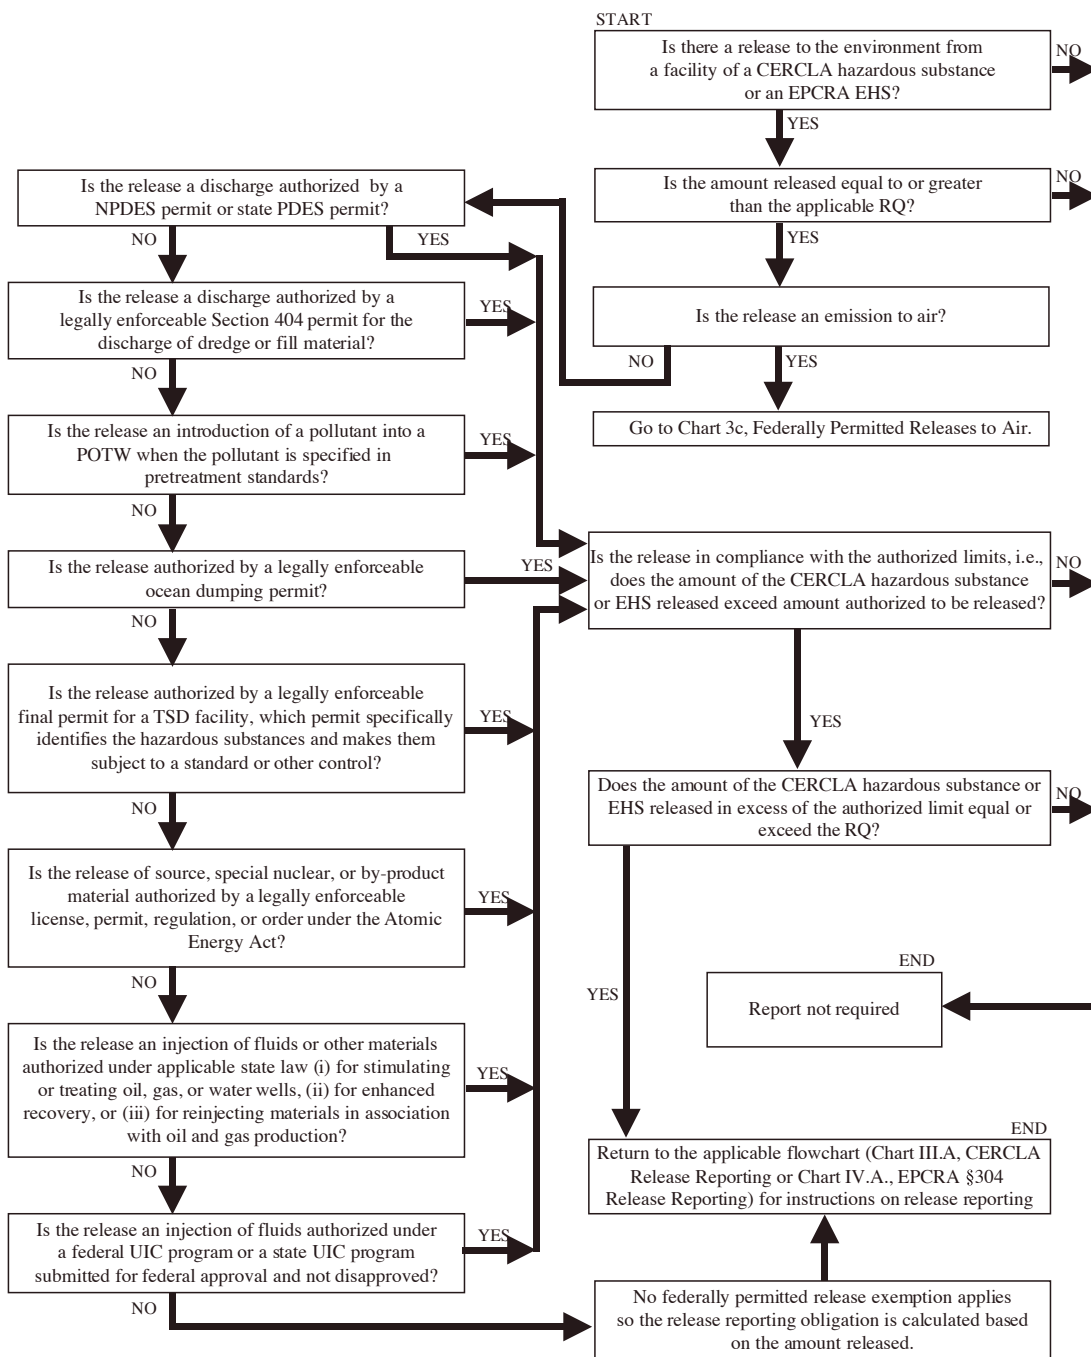 START
Is there a release to the environment from
a facility of a CERCLA hazardous substance
or an EPCRA EHS?
NO
YES
Is the amount released equal to or greater
than the applicable RQ?
NO
YES
Is the release an emission to air?
NO
YES
Go to Chart 3c, Federally Permitted Releases to Air.
Is the release a discharge authorized by a
NPDES permit or state PDES permit?
NO
YES
Is the release a discharge authorized by a
legally enforceable Section 404 permit for the
discharge of dredge or fill material?
YES
NO
Is the release an introduction of a pollutant into a
POTW when the pollutant is specified in
pretreatment standards?
YES
NO
Is the release authorized by a legally enforceable
ocean dumping permit?
YES
NO
Is the release authorized by a legally enforceable
final permit for a TSD facility, which permit specifically
identifies the hazardous substances and makes them
subject to a standard or other control?
YES
NO
Is the release of source, special nuclear, or by-product
material authorized by a legally enforceable
license, permit, regulation, or order under the Atomic
Energy Act?
YES
NO
Is the release an injection of fluids or other materials
authorized under applicable state law (i) for stimulating
or treating oil, gas, or water wells, (ii) for enhanced
recovery, or (iii) for reinjecting materials in association
with oil and gas production?
YES
NO
Is the release an injection of fluids authorized under
a federal UIC program or a state UIC program
submitted for federal approval and not disapproved?
YES
NO
Is the release in compliance with the authorized limits, i.e.,
does the amount of the CERCLA hazardous substance
or EHS released exceed amount authorized to be released?
NO
YES
Does the amount of the CERCLA hazardous substance or
EHS released in excess of the authorized limit equal or
exceed the RQ?
NO
YES
END
Report not required
END
Return to the applicable flowchart (Chart III.A, CERCLA
Release Reporting or Chart IV.A., EPCRA §304
Release Reporting) for instructions on release reporting
No federally permitted release exemption applies
so the release reporting obligation is calculated based
on the amount released.